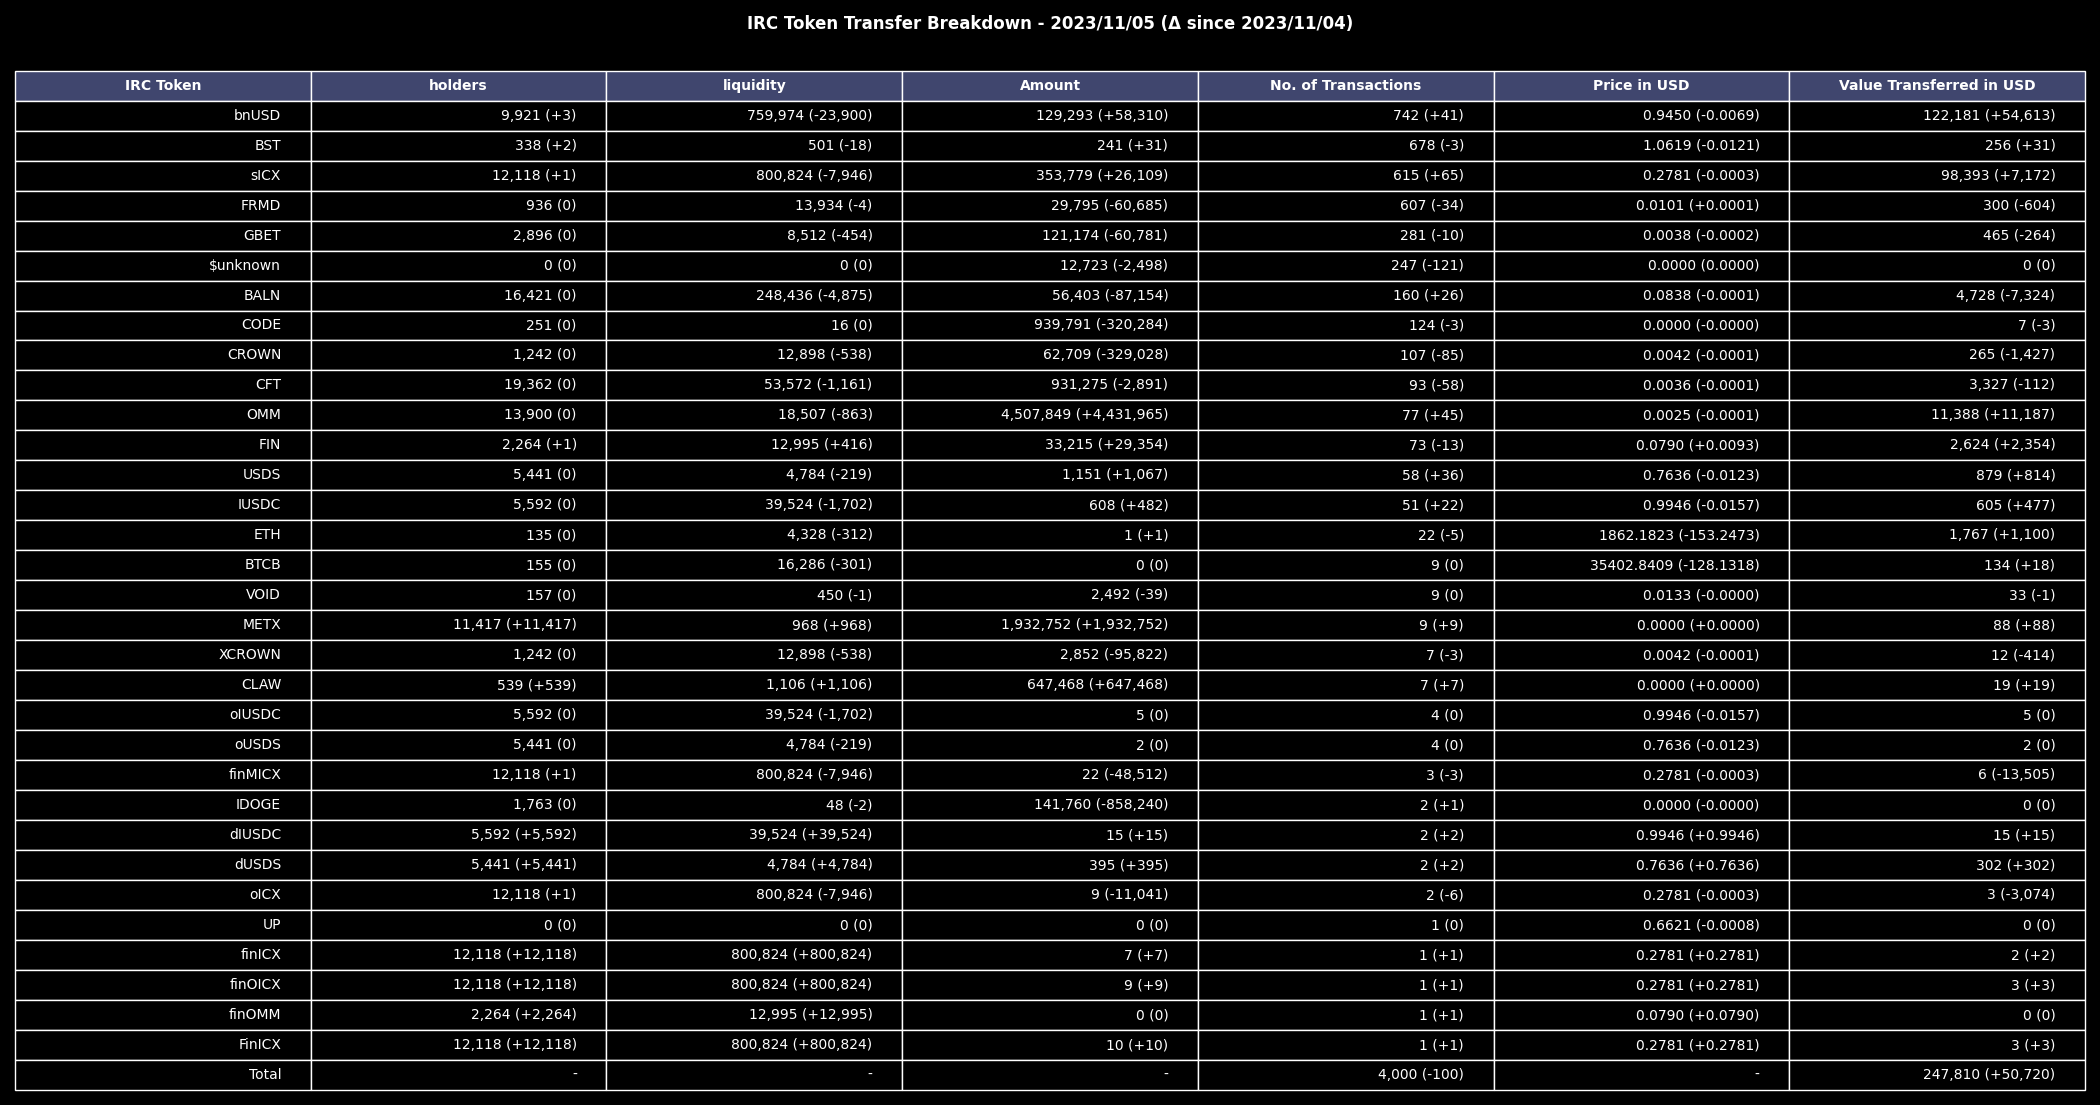 IRC Token Transfer Breakdown - 2023/11/05 (Δ since 2023/11/04)
IRC Token holders liquidity Amount No. of Transactions Price in USD Value Transferred in USD
bnUSD 9,921 (+3) 759,974 (-23,900) 129,293 (+58,310) 742 (+41) 0.9450 (-0.0069) 122,181 (+54,613)
BST 338 (+2) 501 (-18) 241 (+31) 678 (-3) 1.0619 (-0.0121) 256 (+31)
sICX 12,118 (+1) 800,824 (-7,946) 353,779 (+26,109) 615 (+65) 0.2781 (-0.0003) 98,393 (+7,172)
FRMD 936 (0) 13,934 (-4) 29,795 (-60,685) 607 (-34) 0.0101 (+0.0001) 300 (-604)
GBET 2,896 (0) 8,512 (-454) 121,174 (-60,781) 281 (-10) 0.0038 (-0.0002) 465 (-264)
$unknown 0 (0) 0 (0) 12,723 (-2,498) 247 (-121) 0.0000 (0.0000) 0 (0)
BALN 16,421 (0) 248,436 (-4,875) 56,403 (-87,154) 160 (+26) 0.0838 (-0.0001) 4,728 (-7,324)
CODE 251 (0) 16 (0) 939,791 (-320,284) 124 (-3) 0.0000 (-0.0000) 7 (-3)
CROWN 1,242 (0) 12,898 (-538) 62,709 (-329,028) 107 (-85) 0.0042 (-0.0001) 265 (-1,427)
CFT 19,362 (0) 53,572 (-1,161) 931,275 (-2,891) 93 (-58) 0.0036 (-0.0001) 3,327 (-112)
OMM 13,900 (0) 18,507 (-863) 4,507,849 (+4,431,965) 77 (+45) 0.0025 (-0.0001) 11,388 (+11,187)
FIN 2,264 (+1) 12,995 (+416) 33,215 (+29,354) 73 (-13) 0.0790 (+0.0093) 2,624 (+2,354)
USDS 5,441 (0) 4,784 (-219) 1,151 (+1,067) 58 (+36) 0.7636 (-0.0123) 879 (+814)
IUSDC 5,592 (0) 39,524 (-1,702) 608 (+482) 51 (+22) 0.9946 (-0.0157) 605 (+477)
ETH 135 (0) 4,328 (-312) 1 (+1) 22 (-5) 1862.1823 (-153.2473) 1,767 (+1,100)
BTCB 155 (0) 16,286 (-301) 0 (0) 9 (0) 35402.8409 (-128.1318) 134 (+18)
VOID 157 (0) 450 (-1) 2,492 (-39) 9 (0) 0.0133 (-0.0000) 33 (-1)
METX 11,417 (+11,417) 968 (+968) 1,932,752 (+1,932,752) 9 (+9) 0.0000 (+0.0000) 88 (+88)
XCROWN 1,242 (0) 12,898 (-538) 2,852 (-95,822) 7 (-3) 0.0042 (-0.0001) 12 (-414)
CLAW 539 (+539) 1,106 (+1,106) 647,468 (+647,468) 7 (+7) 0.0000 (+0.0000) 19 (+19)
oIUSDC 5,592 (0) 39,524 (-1,702) 5 (0) 4 (0) 0.9946 (-0.0157) 5 (0)
oUSDS 5,441 (0) 4,784 (-219) 2 (0) 4 (0) 0.7636 (-0.0123) 2 (0)
finMICX 12,118 (+1) 800,824 (-7,946) 22 (-48,512) 3 (-3) 0.2781 (-0.0003) 6 (-13,505)
IDOGE 1,763 (0) 48 (-2) 141,760 (-858,240) 2 (+1) 0.0000 (-0.0000) 0 (0)
dIUSDC 5,592 (+5,592) 39,524 (+39,524) 15 (+15) 2 (+2) 0.9946 (+0.9946) 15 (+15)
dUSDS 5,441 (+5,441) 4,784 (+4,784) 395 (+395) 2 (+2) 0.7636 (+0.7636) 302 (+302)
oICX 12,118 (+1) 800,824 (-7,946) 9 (-11,041) 2 (-6) 0.2781 (-0.0003) 3 (-3,074)
UP 0 (0) 0 (0) 0 (0) 1 (0) 0.6621 (-0.0008) 0 (0)
finICX 12,118 (+12,118) 800,824 (+800,824) 7 (+7) 1 (+1) 0.2781 (+0.2781) 2 (+2)
finOICX 12,118 (+12,118) 800,824 (+800,824) 9 (+9) 1 (+1) 0.2781 (+0.2781) 3 (+3)
finOMM 2,264 (+2,264) 12,995 (+12,995) 0 (0) 1 (+1) 0.0790 (+0.0790) 0 (0)
FinICX 12,118 (+12,118) 800,824 (+800,824) 10 (+10) 1 (+1) 0.2781 (+0.2781) 3 (+3)
Total - - - 4,000 (-100) - 247,810 (+50,720)